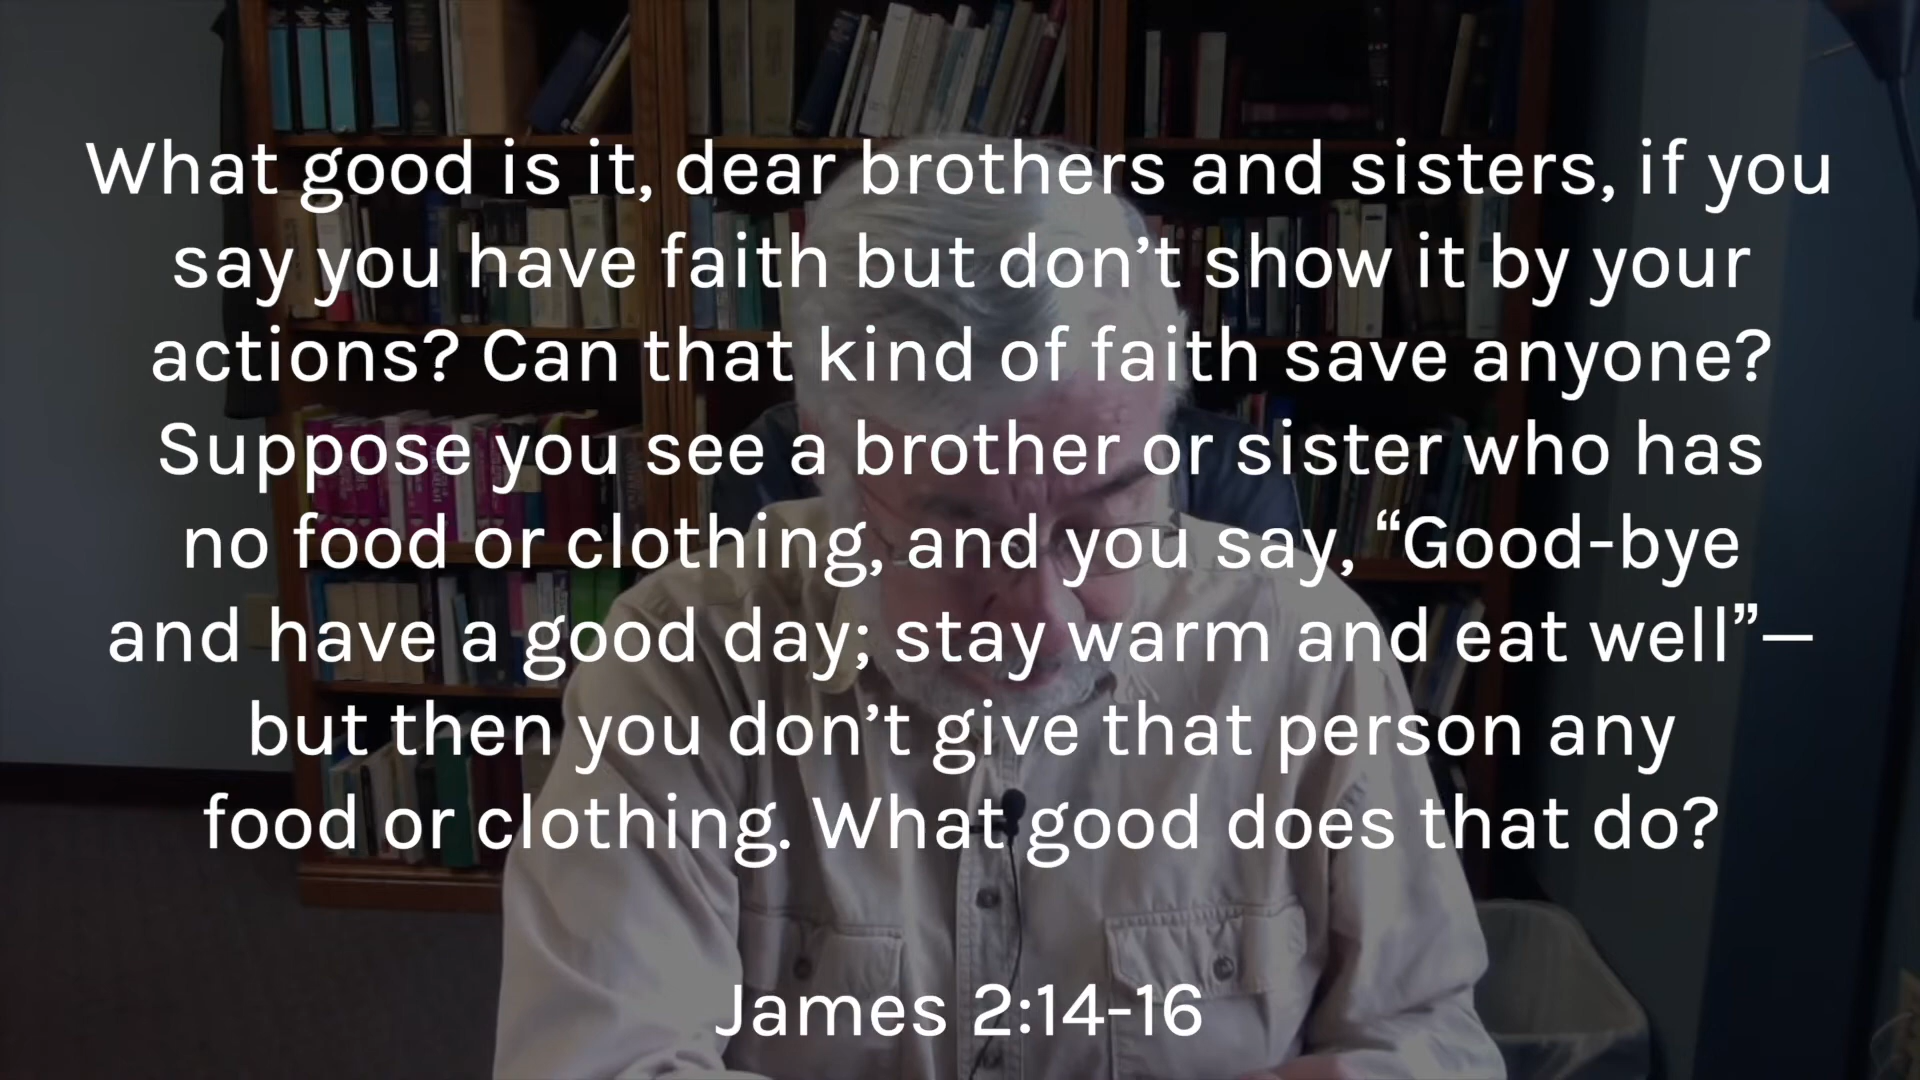 What good is it, dear brothers and sisters, if you
say you have faith but don’t show it by your
actions? Can that kind of faith save anyone?
Suppose you see a brother or sister who has
no food or clothing, and you say, “Good-bye
and have a good day; stay warm and eat well”—
but then you don’t give that person any
food or clothing. What good does that do?
James 2:14-16